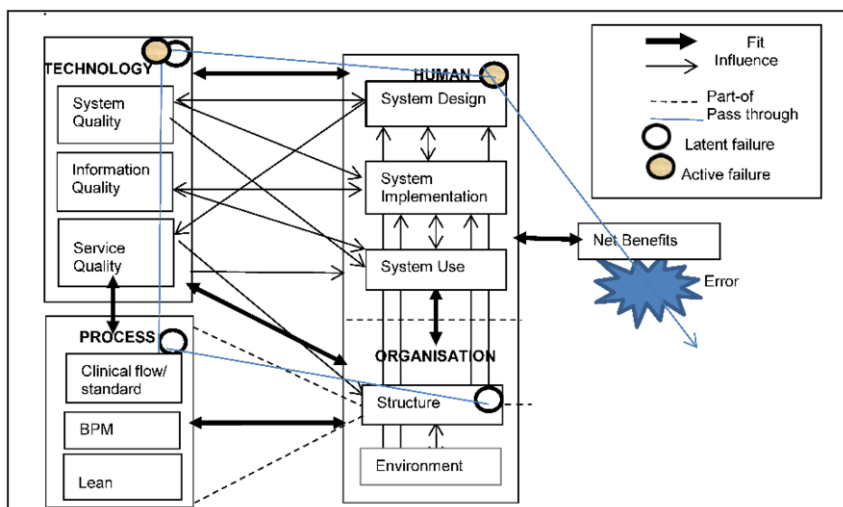 TECHNOLOGY
System
Quality
Information
Quality
Service
Quality
PROCESS
Clinical flow/
standard
BPM
Lean
HUMAN
System Design
System
Implementation
System Use
ORGANISATION
Structure
Environment
Net Benefits
Error
Fit
Influence
Part-of
Pass through
Latent failure
Active failure